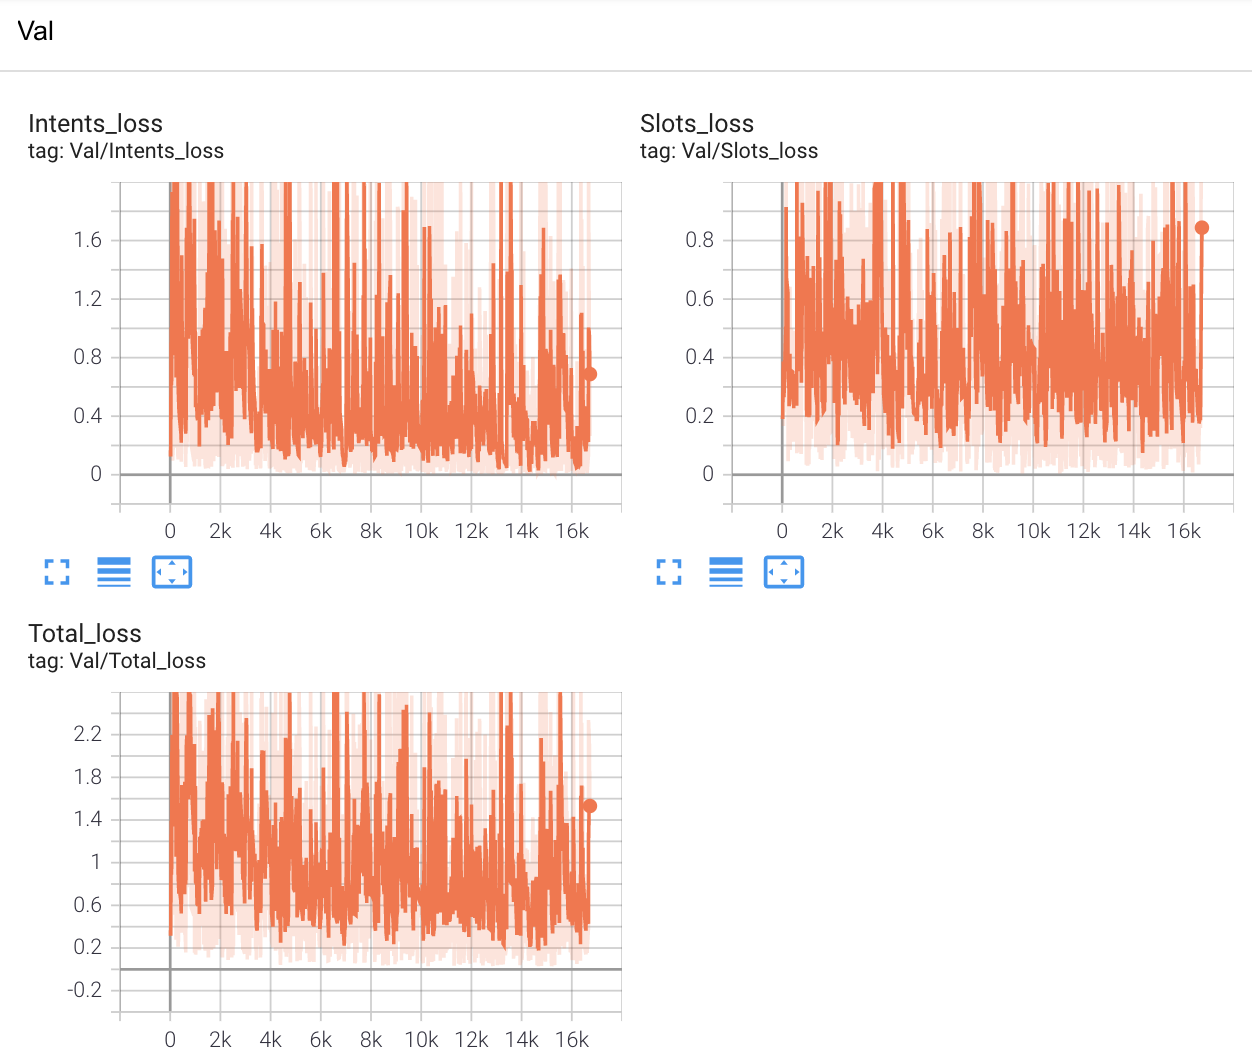 Val
Intents_loss
tag: Val/Intents_loss
1.6
1.2
0.8
0.4
0
0 2k 4k 6k 8k 10k 12k 14k 16k
Slots_loss
tag: Val/Slots_loss
0.8
0.6
0.4
0.2
0
0 2k 4k 6k 8k 10k 12k 14k 16k
Total_loss
tag: Val/Total_loss
2.2
1.8
1.4
1
0.6
0.2
-0.2
0 2k 4k 6k 8k 10k 12k 14k 16k